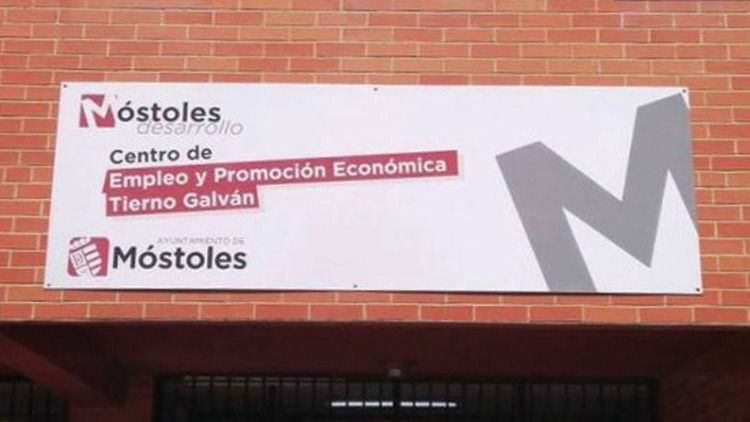 Móstoles
desarrollo
Centro de
Empleo y Promoción Económica
Tierno Galván
AYUNTAMIENTO DE
Móstoles
M